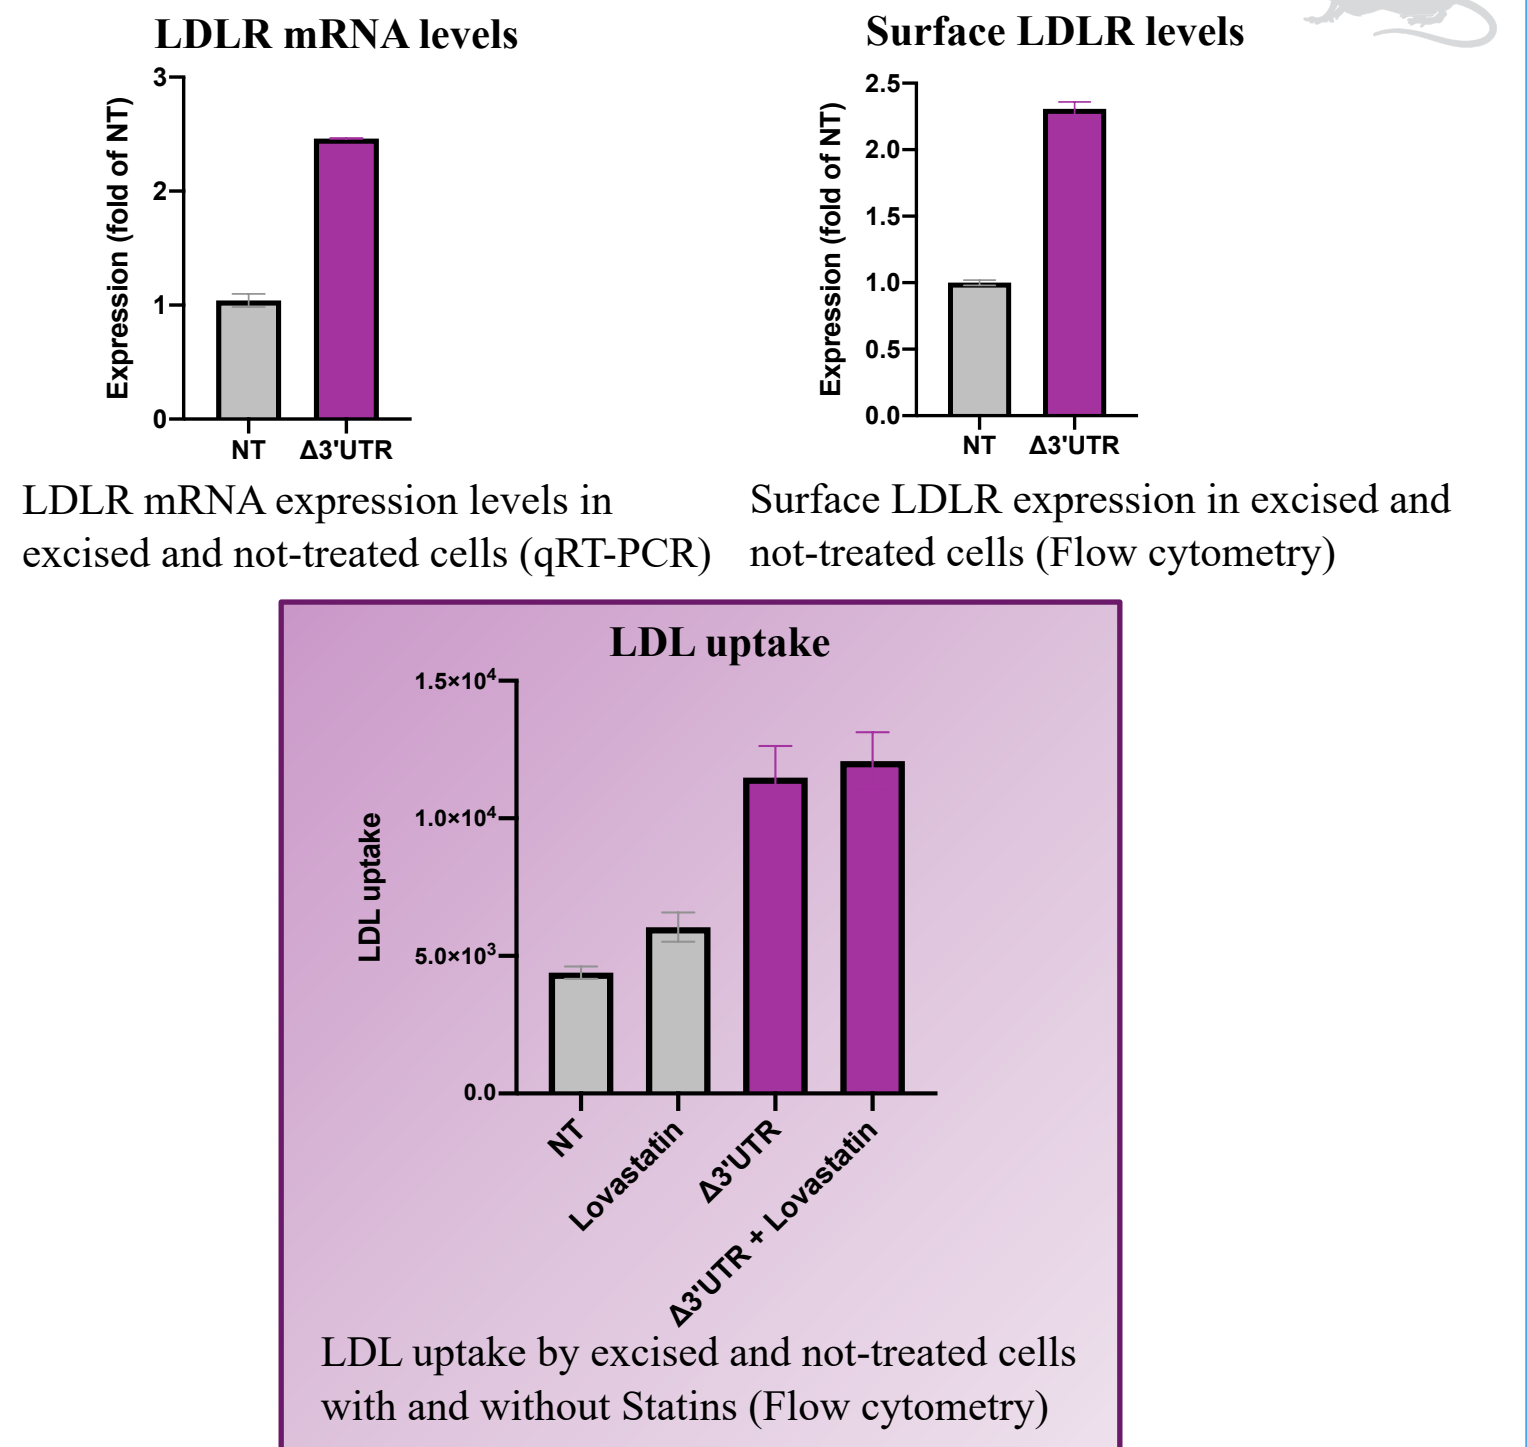 LDLR mRNA levels
Expression (fold of NT)
3
2
1
0
NT Δ3'UTR
LDLR mRNA expression levels in
excised and not-treated cells (qRT-PCR)
Surface LDLR levels
Expression (fold of NT)
2.5
2.0
1.5
1.0
0.5
0.0
NT Δ3'UTR
Surface LDLR expression in excised and
not-treated cells (Flow cytometry)
LDL uptake
LDL uptake
1.5×10⁴
1.0×10⁴
5.0×10³
0.0
NT
Lovastatin
Δ3'UTR
Δ3'UTR + Lovastatin
LDL uptake by excised and not-treated cells
with and without Statins (Flow cytometry)